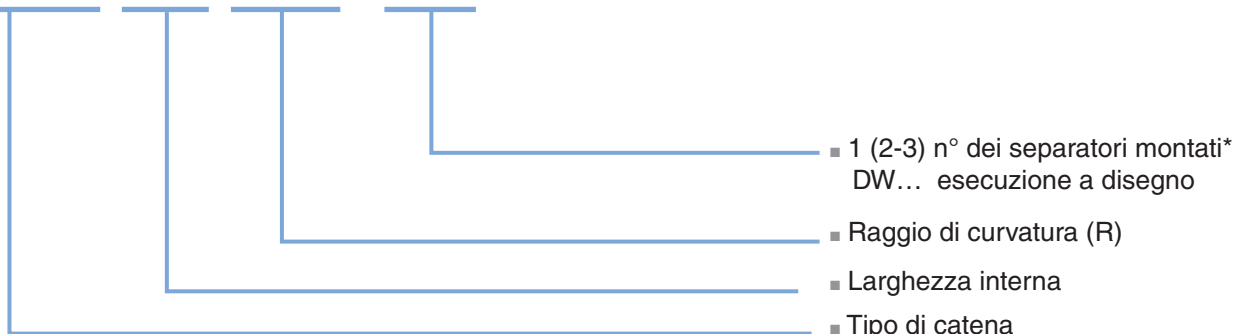 ■ 1 (2-3) n° dei separatori montati*
DW… esecuzione a disegno
■ Raggio di curvatura (R)
■ Larghezza interna
■ Tipo di catena